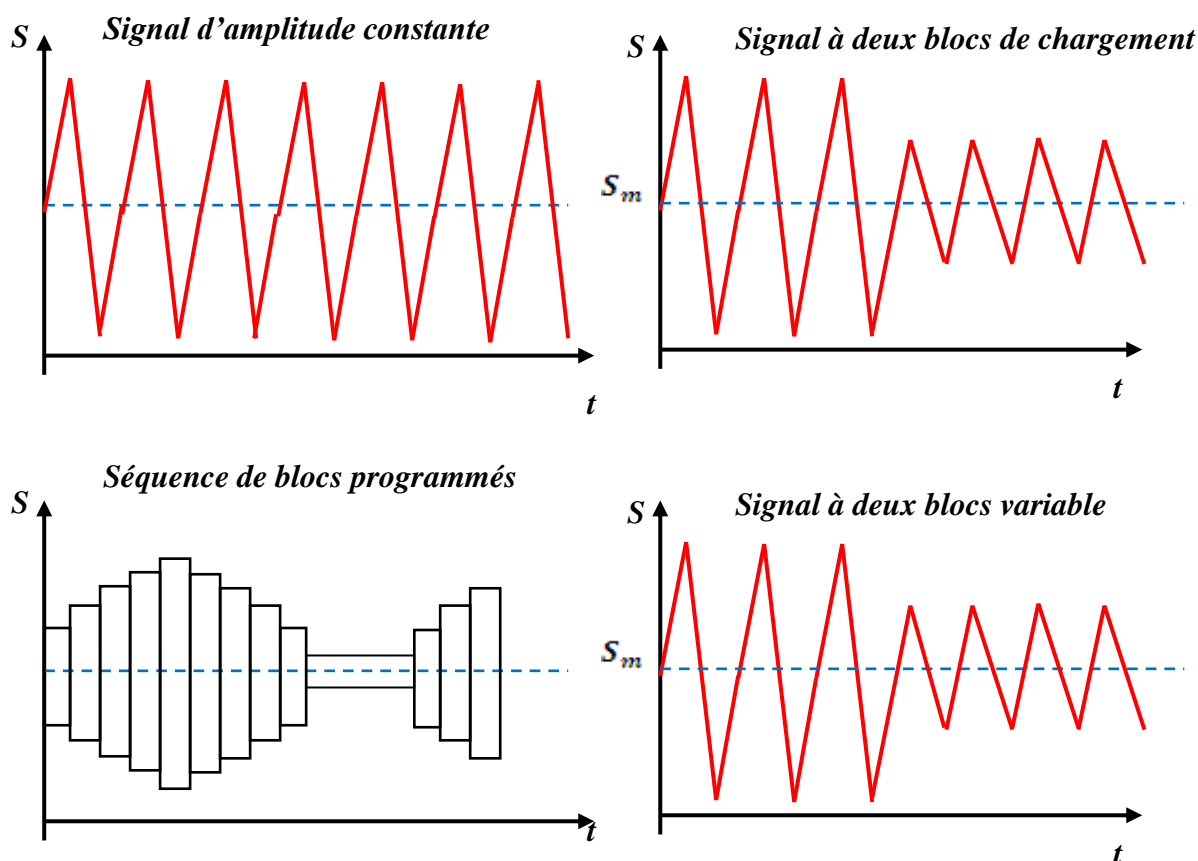 Signal d'amplitude constante
S
t
Signal à deux blocs de chargement
S
S_m
t
Séquence de blocs programmés
S
t
Signal à deux blocs variable
S
S_m
t